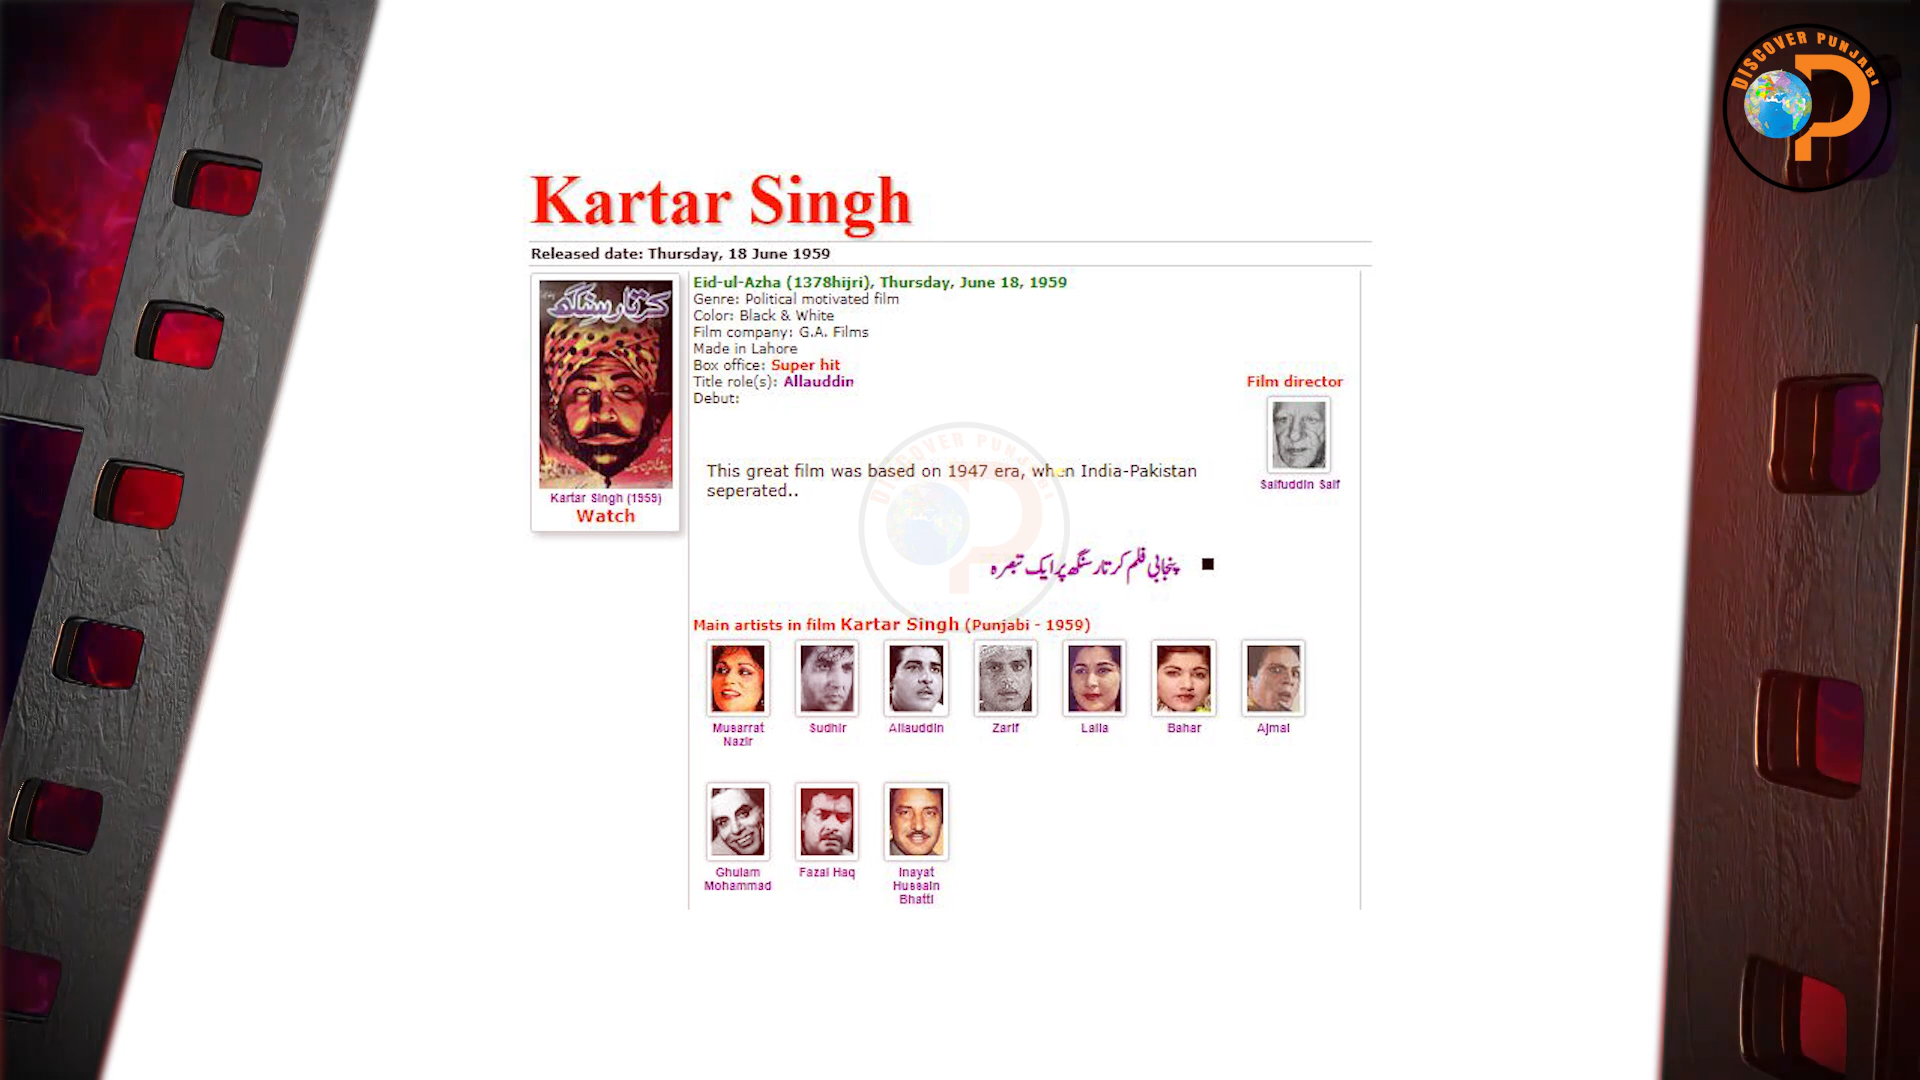 DISCOVER PUNJABI
Kartar Singh
Released date: Thursday, 18 June 1959
کرتار سنگھ
Kartar Singh (1959)
Watch
Eid-ul-Azha (1378hijri), Thursday, June 18, 1959
Genre: Political motivated film
Color: Black & White
Film company: G.A. Films
Made in Lahore
Box office: Super hit
Title role(s): Allauddin
Debut:
Film director
Saifuddin Saif
This great film was based on 1947 era, when India-Pakistan
seperated..
DISCOVER PUNJABI
پنجابی فلم کرتار سنگھ پر ایک تبصرہ
Main artists in film Kartar Singh (Punjabi - 1959)
Musarrat Nazir
Sudhir
Allauddin
Zarif
Laila
Bahar
Ajmal
Ghulam Mohammad
Fazal Haq
Inayat Hussain Bhatti